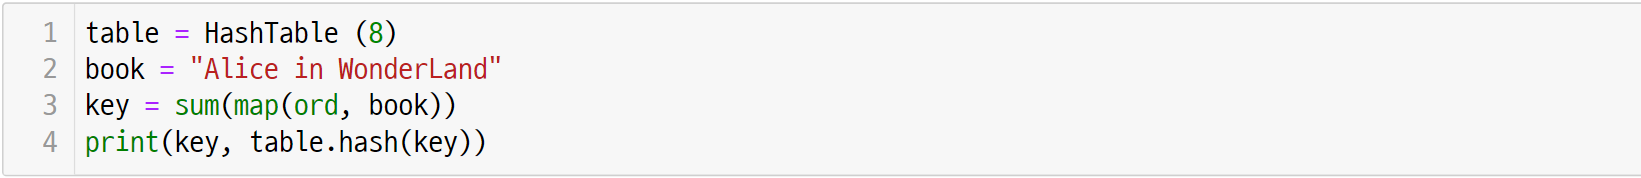 1 table = HashTable (8)
2 book = "Alice in WonderLand"
3 key = sum(map(ord, book))
4 print(key, table.hash(key))